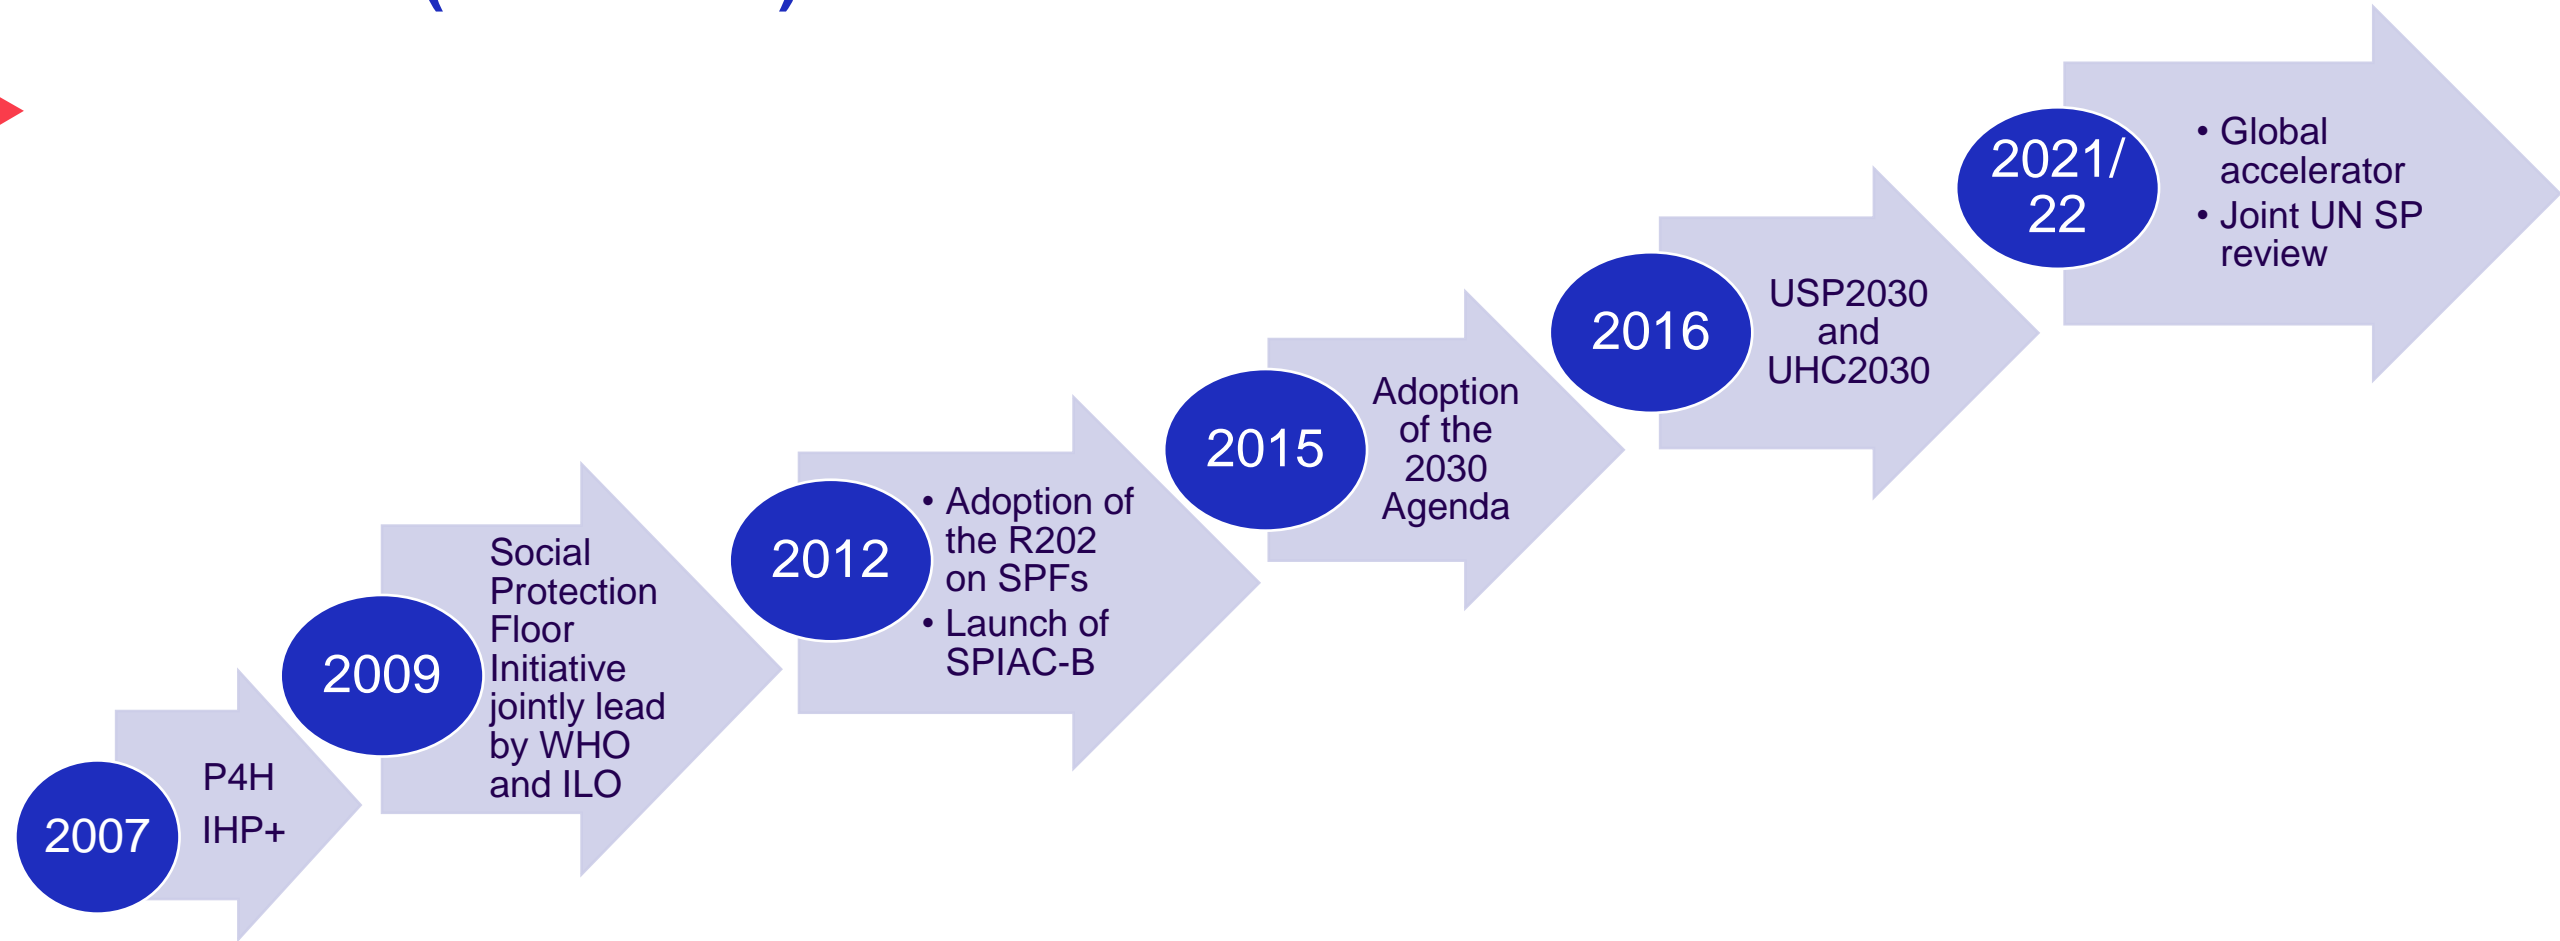 2007
P4H
IHP+
2009
Social
Protection
Floor
Initiative
jointly lead
by WHO
and ILO
2012
• Adoption of
the R202
on SPFs
• Launch of
SPIAC-B
2015
Adoption
of the
2030
Agenda
2016
USP2030
and
UHC2030
2021/
22
• Global
accelerator
• Joint UN SP
review